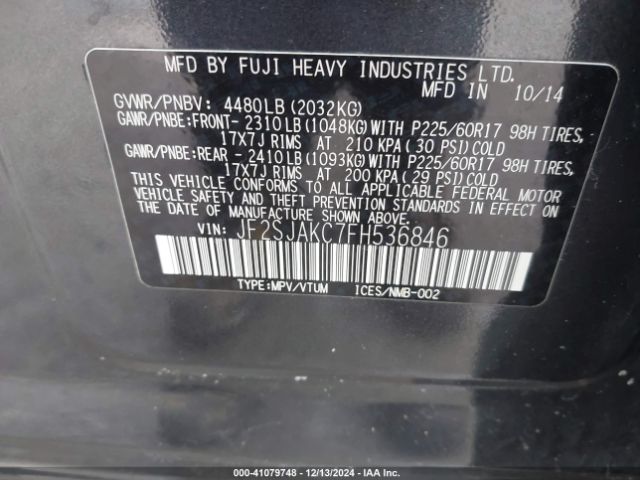 MFD BY FUJI HEAVY INDUSTRIES LTD.
MFD IN 10/14
GVWR/PNBV: 4480LB(2032KG)
GAWR/PNBE:FRONT- 2310LB(1048KG)WITH P225/60R17 98H TIRES,
17X7J RIMS AT 210 KPA(30 PSI)COLD
GAWR/PNBE:REAR - 2410LB(1093KG)WITH P225/60R17 98H TIRES,
17X7J RIMS AT 200 KPA(29 PSI)COLD
THIS VEHICLE CONFORMS TO ALL APPLICABLE FEDERAL MOTOR
VEHICLE SAFETY AND THEFT PREVENTION STANDARDS IN EFFECT ON
THE DATE OF MANUFACTURE SHOWN ABOVE.
VIN: JF2SJAKC7FH536846
TYPE:MPV/VTUM ICES/NMB-002
12-41079748 - 12/13/2024 - IAA Inc.